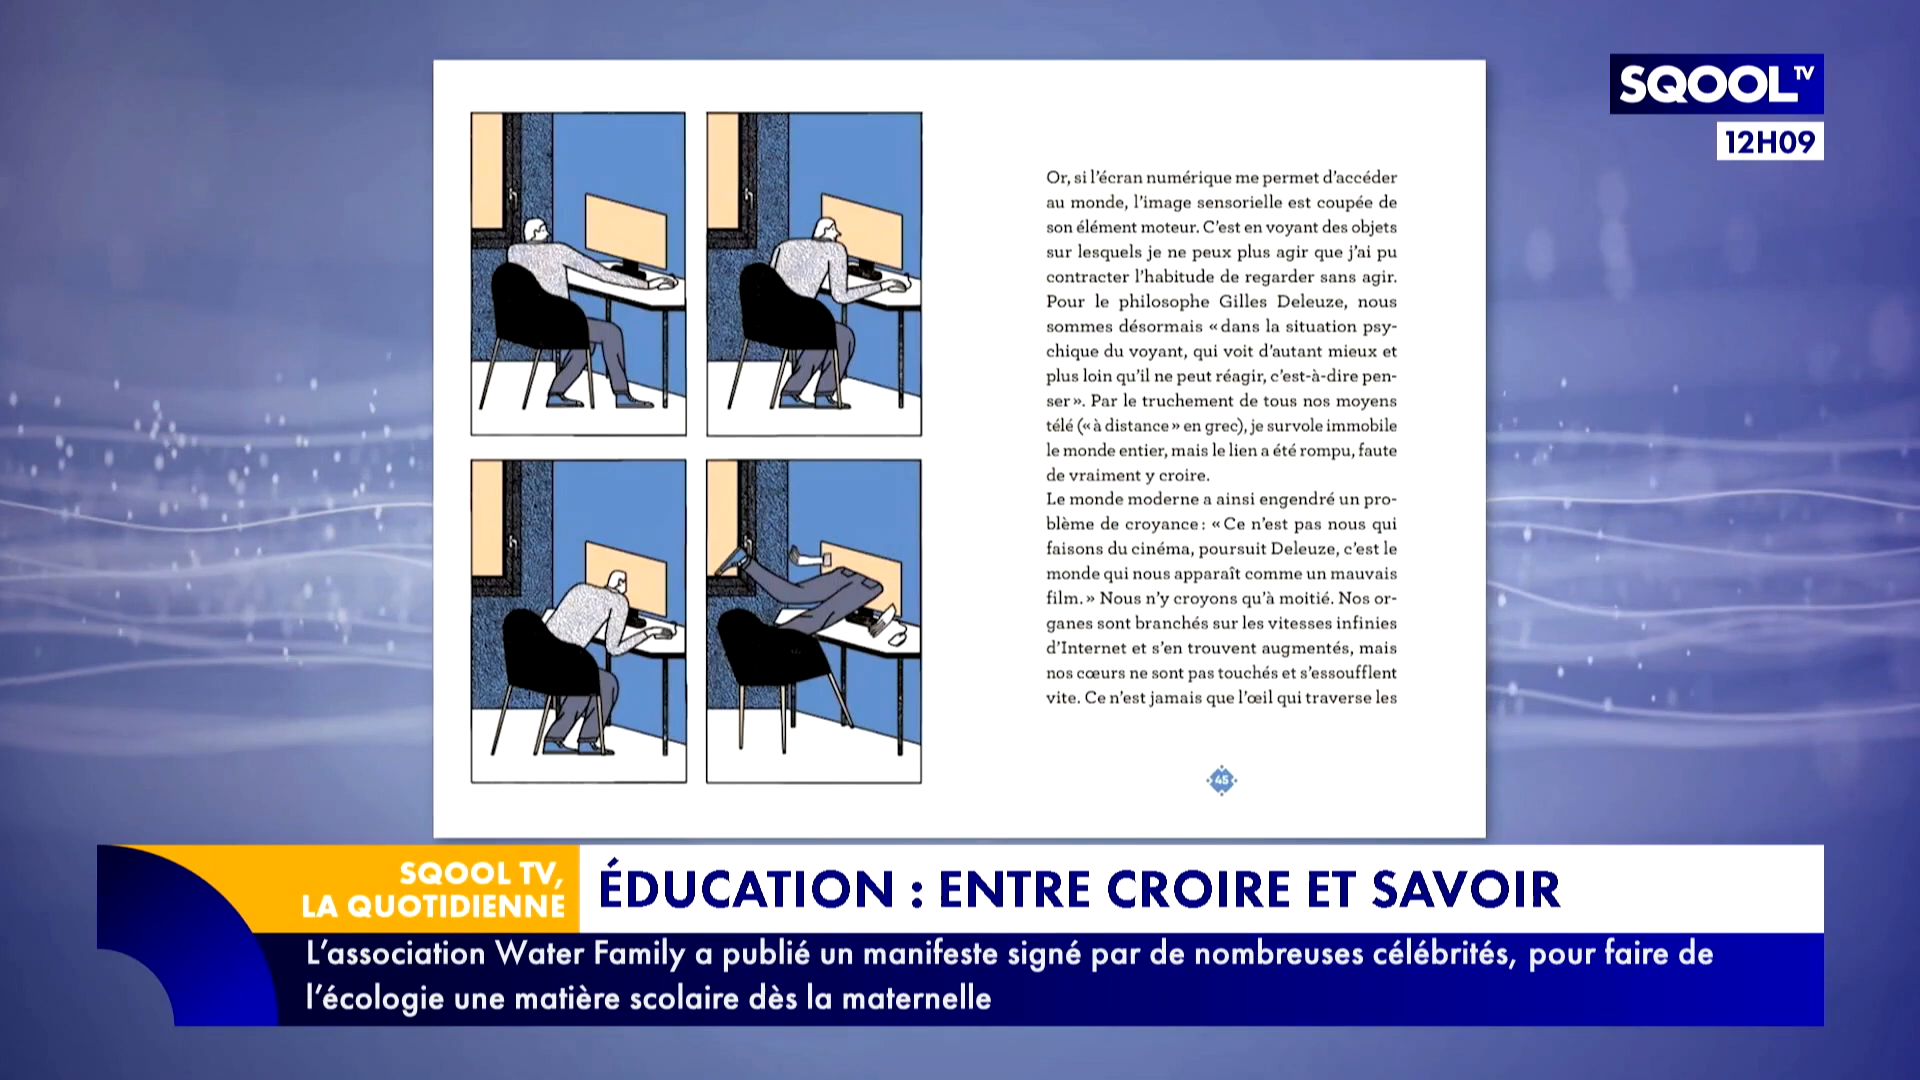 SQOOL TV
12H09
Or, si l’écran numérique me permet d’accéder
au monde, l’image sensorielle est coupée de
son élément moteur. C’est en voyant des objets
sur lesquels je ne peux plus agir que j’ai pu
contracter l’habitude de regarder sans agir.
Pour le philosophe Gilles Deleuze, nous
sommes désormais « dans la situation psy-
chique du voyant, qui voit d’autant mieux et
plus loin qu’il ne peut réagir, c’est-à-dire pen-
ser ». Par le truchement de tous nos moyens
télé (« à distance » en grec), je survole immobile
le monde entier, mais le lien a été rompu, faute
de vraiment y croire.
Le monde moderne a ainsi engendré un pro-
blème de croyance : « Ce n’est pas nous qui
faisons du cinéma, poursuit Deleuze, c’est le
monde qui nous apparaît comme un mauvais
film. » Nous n’y croyons qu’à moitié. Nos or-
ganes sont branchés sur les vitesses infinies
d’Internet et s’en trouvent augmentés, mais
nos cœurs ne sont pas touchés et s’essoufflent
vite. Ce n’est jamais que l’œil qui traverse les
45
SQOOL TV,
LA QUOTIDIENNE
ÉDUCATION : ENTRE CROIRE ET SAVOIR
L’association Water Family a publié un manifeste signé par de nombreuses célébrités, pour faire de
l’écologie une matière scolaire dès la maternelle